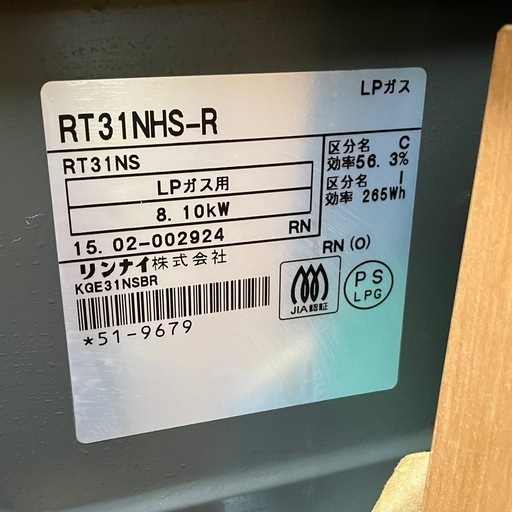 LPガス
RT31NHS-R
RT31NS
LPガス用
8.10kW
RN
15.02-002924
区分名 C
効率56.3%
区分名 I
効率 265Wh
RN (O)
リンナイ株式会社
KGE31NSBR
*51-9679
JIA認証
PS
LPG